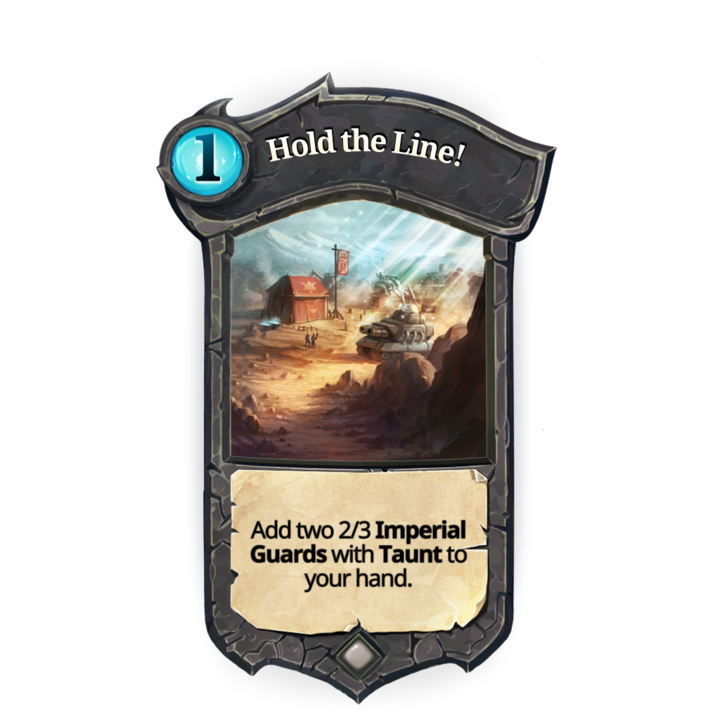 1
Hold the Line!
Add two 2/3 Imperial
Guards with Taunt to
your hand.